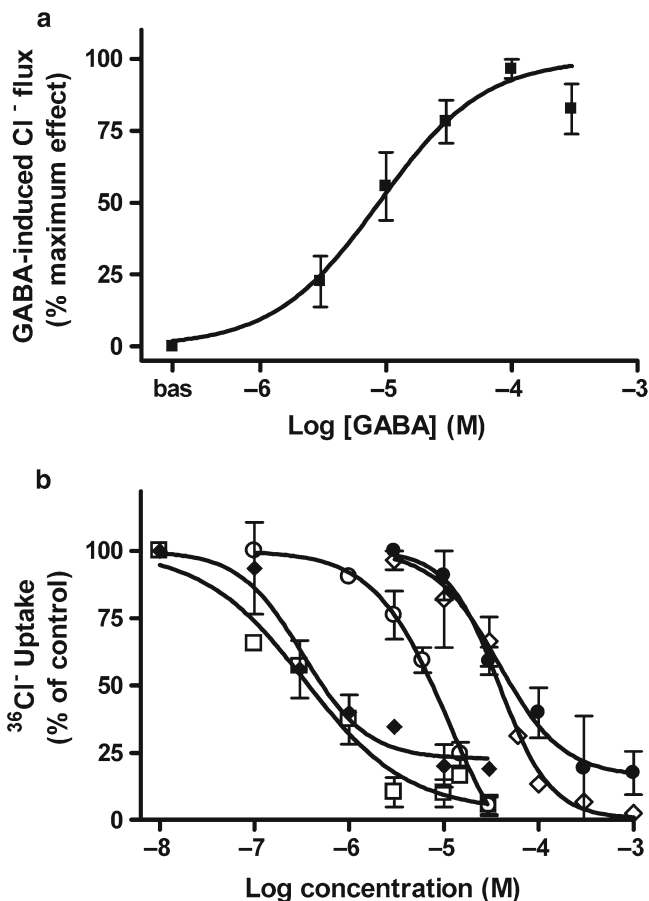 a
GABA-induced Cl⁻ flux
(% maximum effect)
100
75
50
25
0
bas
–6
–5
–4
–3
Log [GABA] (M)
b
³⁶Cl⁻ Uptake
(% of control)
100
75
50
25
0
–8
–7
–6
–5
–4
–3
Log concentration (M)